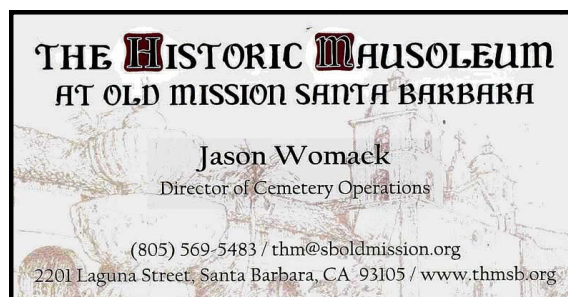 THE HISTORIC MAUSOLEUM
AT OLD MISSION SANTA BARBARA
Jason Womack
Director of Cemetery Operations
(805) 569-5483 / thm@sboldmission.org
2201 Laguna Street, Santa Barbara, CA 93105 / www.thmsb.org